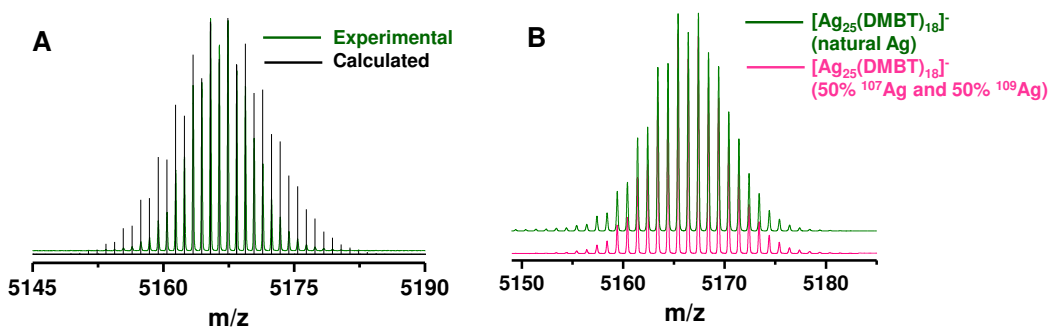 A
Experimental
Calculated
5145
5160
5175
5190
m/z
B
[Ag₂₅(DMBT)₁₈]⁻
(natural Ag)
[Ag₂₅(DMBT)₁₈]⁻
(50% ¹⁰⁷Ag and 50% ¹⁰⁹Ag)
5150
5160
5170
5180
m/z